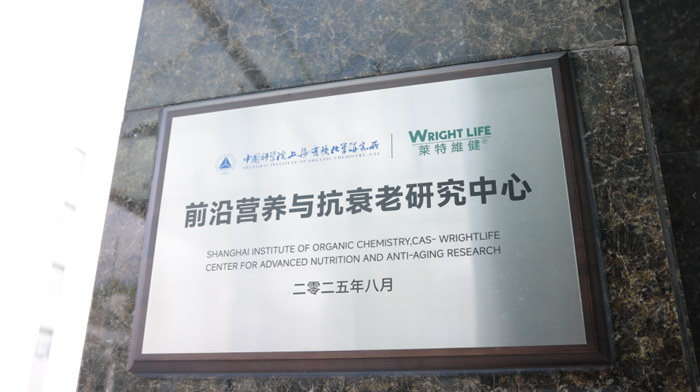 中国科学院上海有机化学研究所
SHANGHAI INSTITUTE OF ORGANIC CHEMISTRY, CAS
WRIGHT LIFE
萊特維健®
前沿营养与抗衰老研究中心
SHANGHAI INSTITUTE OF ORGANIC CHEMISTRY,CAS- WRIGHTLIFE
CENTER FOR ADVANCED NUTRITION AND ANTI-AGING RESEARCH
二零二五年八月